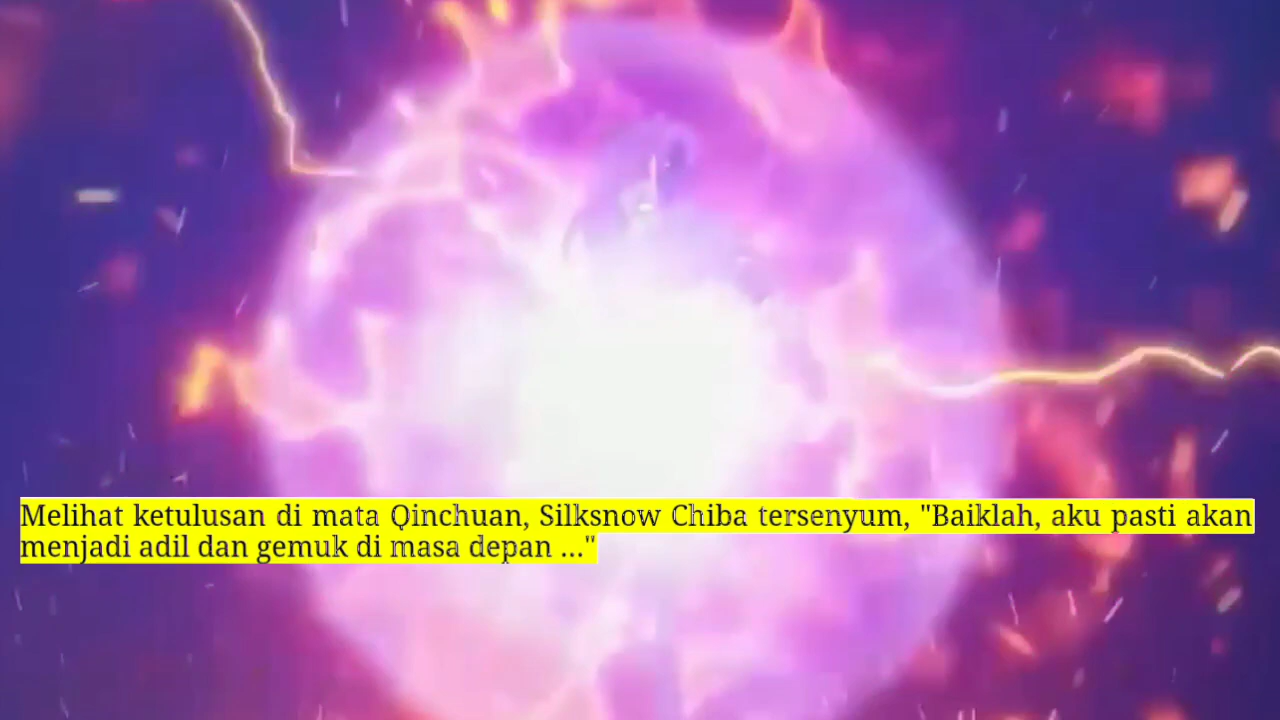 Melihat ketulusan di mata Qinchuan, Silksnow Chiba tersenyum, "Baiklah, aku pasti akan
menjadi adil dan gemuk di masa depan ..."